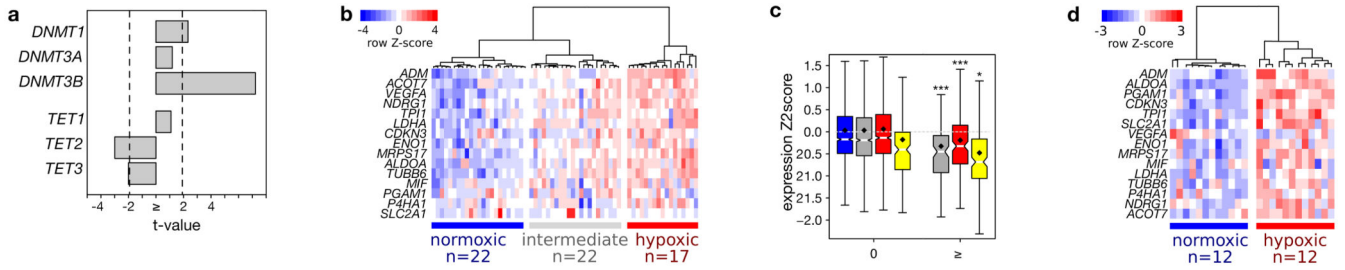 a
DNMT1
DNMT3A
DNMT3B
TET1
TET2
TET3
-4 -2 ≥ 2 4
t-value
b
-4 0 4
row Z-score
ADM
ACOT7
VEGFA
NDRG1
TPI1
LDHA
CDKN3
ENO1
MRPS17
ALDOA
TUBB6
MIF
PGAM1
P4HA1
SLC2A1
normoxic intermediate hypoxic
n=22 n=22 n=17
c
expression Z2score
1.5
1.0
0.5
0.0
20.5
21.0
21.5
−2.0
*** *** *
0 ≥
d
-3 0 3
row Z-score
ADM
ALDOA
PGAM1
CDKN3
TPI1
SLC2A1
VEGFA
ENO1
MRPS17
MIF
LDHA
TUBB6
P4HA1
NDRG1
ACOT7
normoxic hypoxic
n=12 n=12